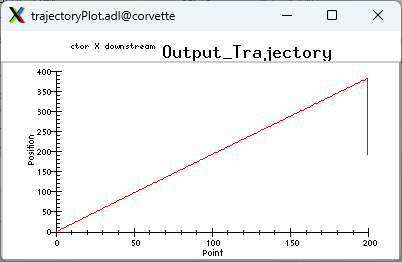 trajectoryPlot.adl@corvette
ctor X downstream Output_Trajectory
400
350
300
250
200
150
100
50
0
Position
0 50 100 150 200
Point